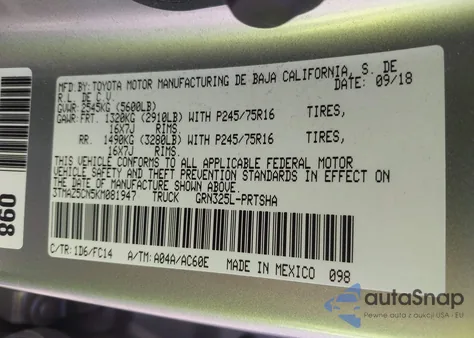 MFD.BY:TOYOTA MOTOR MANUFACTURING DE BAJA CALIFORNIA, S. DE
R.L. DE C.V. DATE: 09/18
GVWR 2545KG (5600LB)
GAWR:FRT. 1320KG (2910LB) WITH P245/75R16 TIRES,
16X7J RIMS.
RR. 1490KG (3280LB) WITH P245/75R16 TIRES,
16X7J RIMS.
THIS VEHICLE CONFORMS TO ALL APPLICABLE FEDERAL MOTOR
VEHICLE SAFETY AND THEFT PREVENTION STANDARDS IN EFFECT ON
THE DATE OF MANUFACTURE SHOWN ABOVE.
3TMAZ5CN5KM081947 TRUCK GRN325L-PRTSHA
C/TR: 1D6/FC14 A/TM: A04A/AC60E MADE IN MEXICO 098
098
autoSnap
Pewne auta z aukcji USA - EU